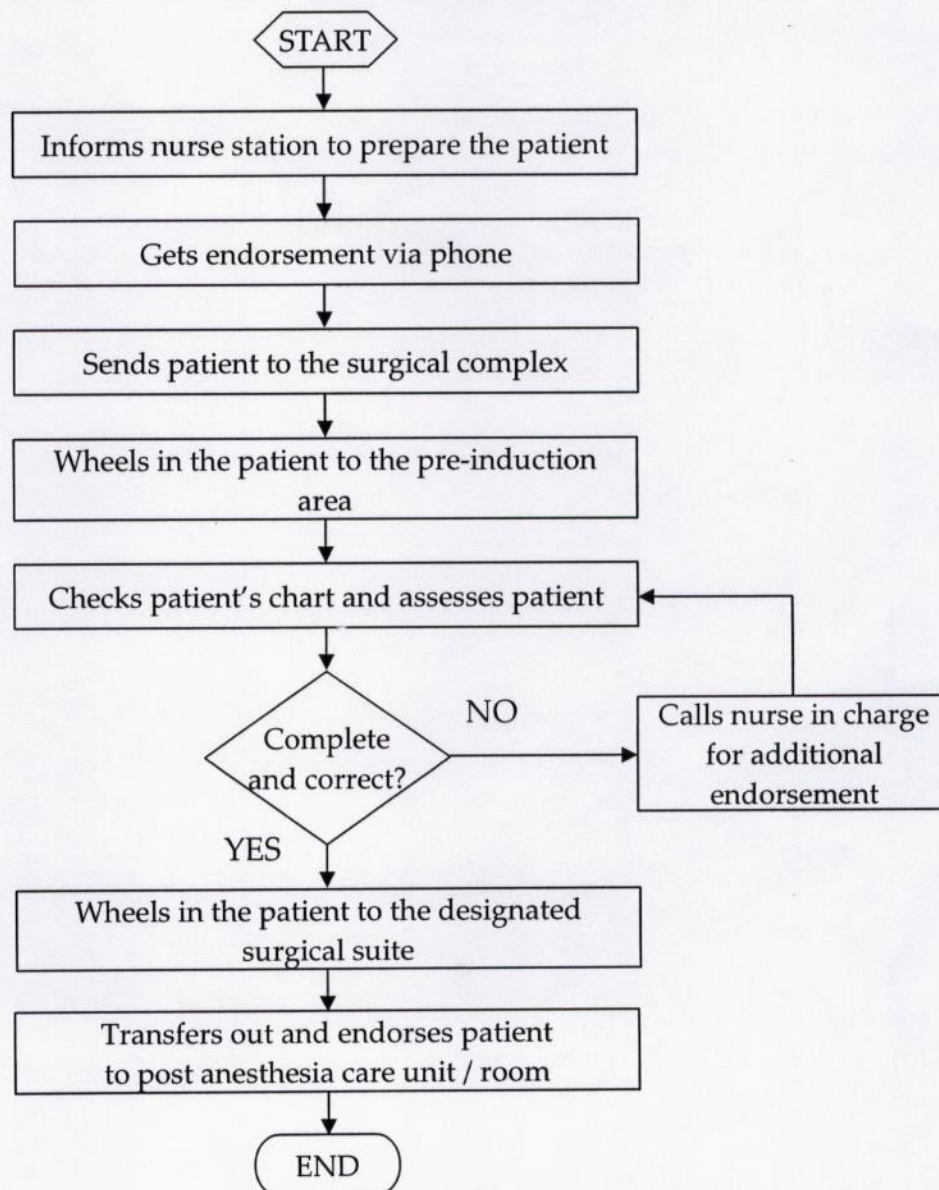 START
Informs nurse station to prepare the patient
Gets endorsement via phone
Sends patient to the surgical complex
Wheels in the patient to the pre-induction
area
Checks patient's chart and assesses patient
Complete
and correct?
NO
Calls nurse in charge
for additional
endorsement
YES
Wheels in the patient to the designated
surgical suite
Transfers out and endorses patient
to post anesthesia care unit / room
END